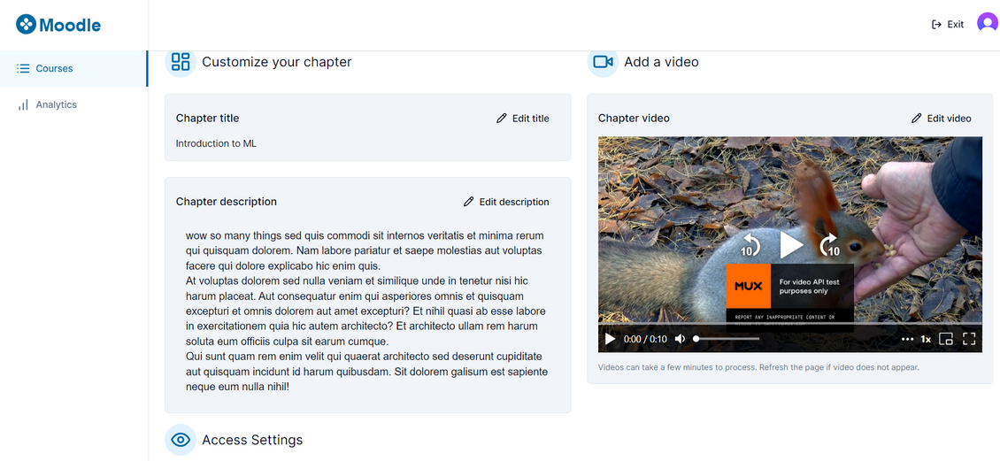 Moodle
Exit
Courses
Analytics
Customize your chapter
Chapter title
Edit title
Introduction to ML
Chapter description
Edit description
wow so many things sed quis commodi sit internos veritatis et minima rerum
qui quisquam dolorem. Nam labore pariatur et saepe molestias aut voluptas
facere qui dolore explicabo hic enim quis.
At voluptas dolorem sed nulla veniam et similique unde in tenetur nisi hic
harum placeat. Aut consequatur enim qui asperiores omnis et quisquam
excepturi et omnis dolorem aut amet excepturi? Et nihil quasi ab esse labore
in exercitationem quia hic autem architecto? Et architecto ullam rem harum
soluta eum officiis culpa sit earum cumque.
Qui sunt quam rem enim velit qui quaerat architecto sed deserunt cupiditate
aut quisquam incidunt id harum quibusdam. Sit dolorem galisum est sapiente
neque eum nulla nihil!
Access Settings
Add a video
Chapter video
Edit video
10
10
MUX
For video API test
purposes only
REPORT ANY INAPPROPRIATE CONTENT OR
0:00 / 0:10
1x
Videos can take a few minutes to process. Refresh the page if video does not appear.